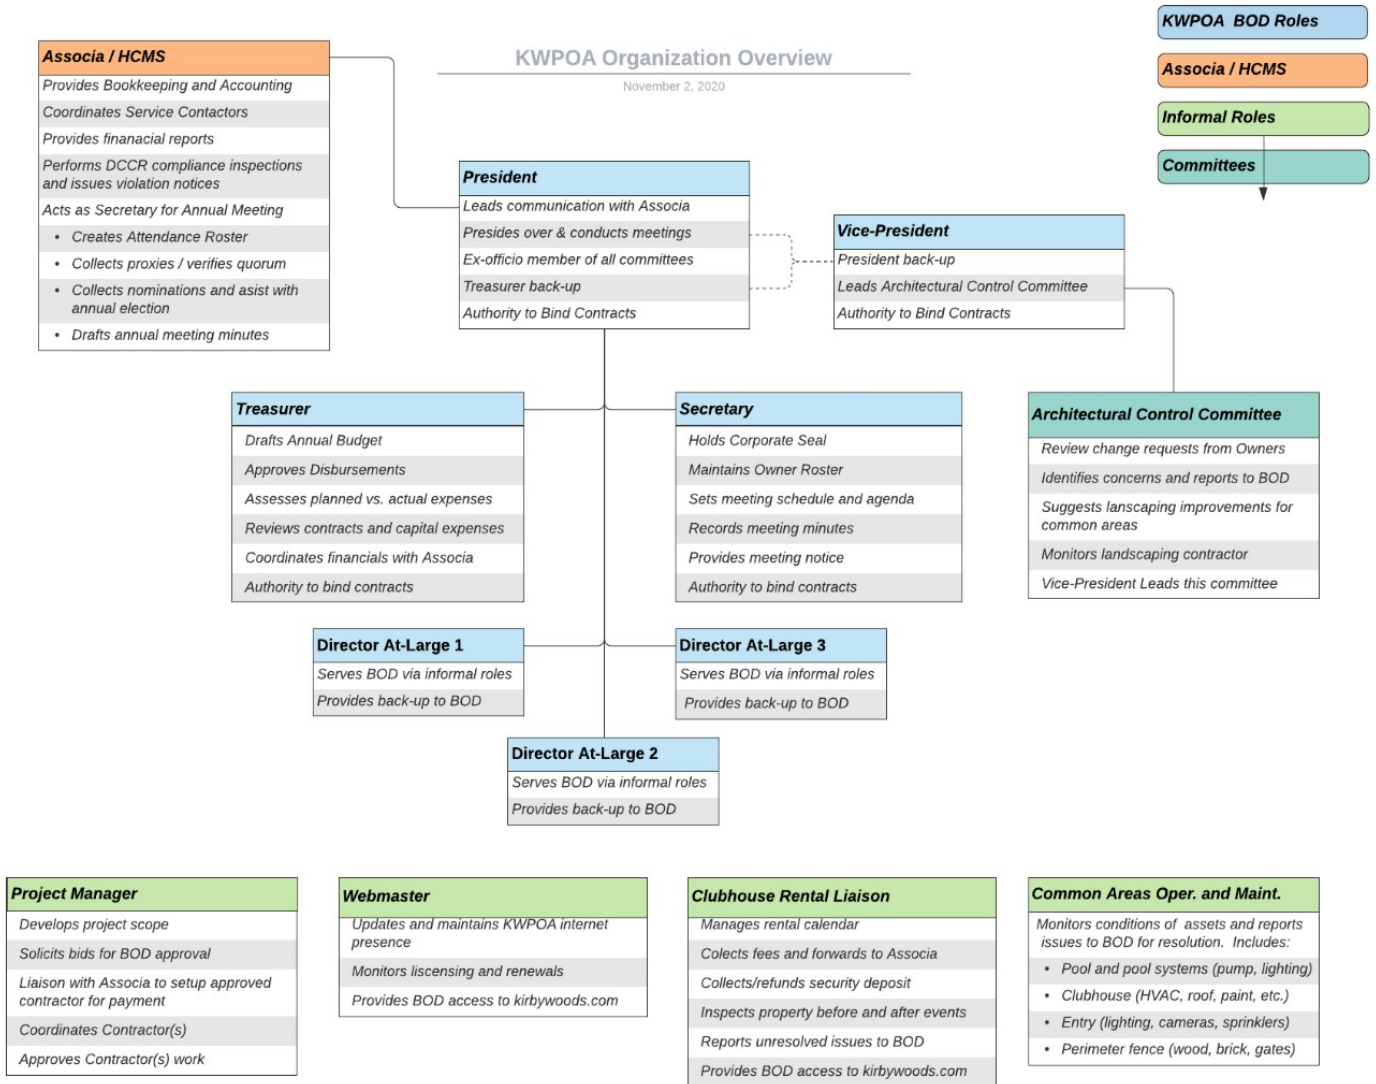 KWPOA Organization Overview
November 2, 2020
KWPOA  BOD Roles
Associa / HCMS
Informal Roles
Committees
Associa / HCMS
Provides Bookkeeping and Accounting
Coordinates Service Contactors
Provides finanacial reports
Performs DCCR compliance inspections
and issues violation notices
Acts as Secretary for Annual Meeting
• Creates Attendance Roster
• Collects proxies / verifies quorum
• Collects nominations and asist with
annual election
• Drafts annual meeting minutes
President
Leads communication with Associa
Presides over & conducts meetings
Ex-officio member of all committees
Treasurer back-up
Authority to Bind Contracts
Vice-President
President back-up
Leads Architectural Control Committee
Authority to Bind Contracts
Treasurer
Drafts Annual Budget
Approves Disbursements
Assesses planned vs. actual expenses
Reviews contracts and capital expenses
Coordinates financials with Associa
Authority to bind contracts
Secretary
Holds Corporate Seal
Maintains Owner Roster
Sets meeting schedule and agenda
Records meeting minutes
Provides meeting notice
Authority to bind contracts
Architectural Control Committee
Review change requests from Owners
Identifies concerns and reports to BOD
Suggests lanscaping improvements for
common areas
Monitors landscaping contractor
Vice-President Leads this committee
Director At-Large 1
Serves BOD via informal roles
Provides back-up to BOD
Director At-Large 3
Serves BOD via informal roles
Provides back-up to BOD
Director At-Large 2
Serves BOD via informal roles
Provides back-up to BOD
Project Manager
Develops project scope
Solicits bids for BOD approval
Liaison with Associa to setup approved
contractor for payment
Coordinates Contractor(s)
Approves Contractor(s) work
Webmaster
Updates and maintains KWPOA internet
presence
Monitors liscensing and renewals
Provides BOD access to kirbywoods.com
Clubhouse Rental Liaison
Manages rental calendar
Colects fees and forwards to Associa
Collects/refunds security deposit
Inspects property before and after events
Reports unresolved issues to BOD
Provides BOD access to kirbywoods.com
Common Areas Oper. and Maint.
Monitors conditions of  assets and reports
issues to BOD for resolution.  Includes:
• Pool and pool systems (pump, lighting)
• Clubhouse (HVAC, roof, paint, etc.)
• Entry (lighting, cameras, sprinklers)
• Perimeter fence (wood, brick, gates)